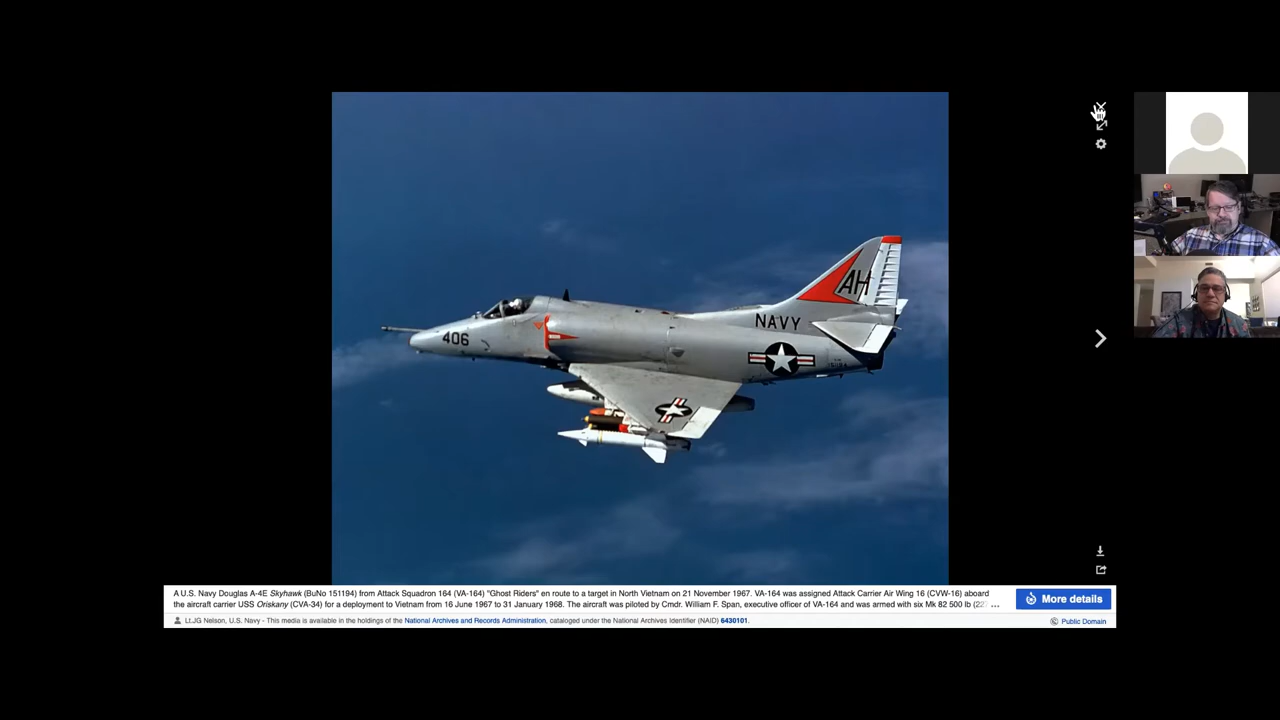 AH
NAVY
406
A U.S. Navy Douglas A-4E Skyhawk (BuNo 151194) from Attack Squadron 164 (VA-164) "Ghost Riders" en route to a target in North Vietnam on 21 November 1967. VA-164 was assigned Attack Carrier Air Wing 16 (CVW-16) aboard
the aircraft carrier USS Oriskany (CVA-34) for a deployment to Vietnam from 16 June 1967 to 31 January 1968. The aircraft was piloted by Cmdr. William F. Span, executive officer of VA-164 and was armed with six Mk 82 500 lb (227 ...
More details
Lt.JG Nelson, U.S. Navy - This media is available in the holdings of the National Archives and Records Administration, cataloged under the National Archives Identifier (NAID) 6430101.
Public Domain